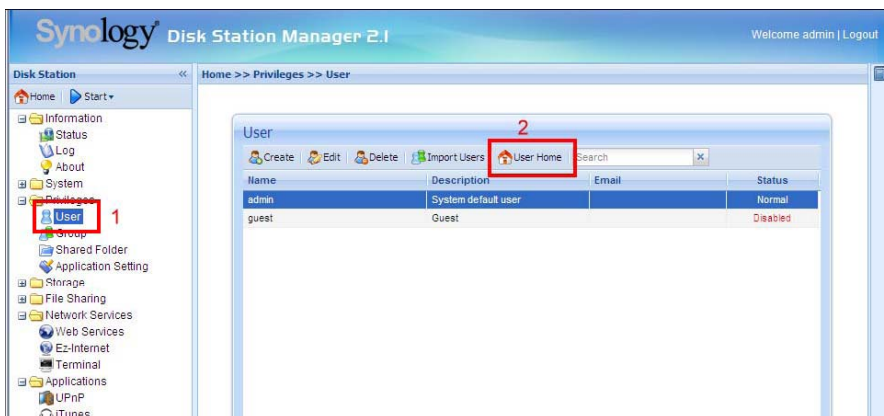 Synology Disk Station Manager 2.1
Welcome admin | Logout
Disk Station «
Home Start
Information
Status
Log
About
System
Privileges
User 1
Group
Shared Folder
Application Setting
Storage
File Sharing
Network Services
Web Services
Ez-Internet
Terminal
Applications
UPnP
iTunes
Home >> Privileges >> User
User 2
Create Edit Delete Import Users User Home Search
Name Description Email Status
admin System default user Normal
guest Guest Disabled